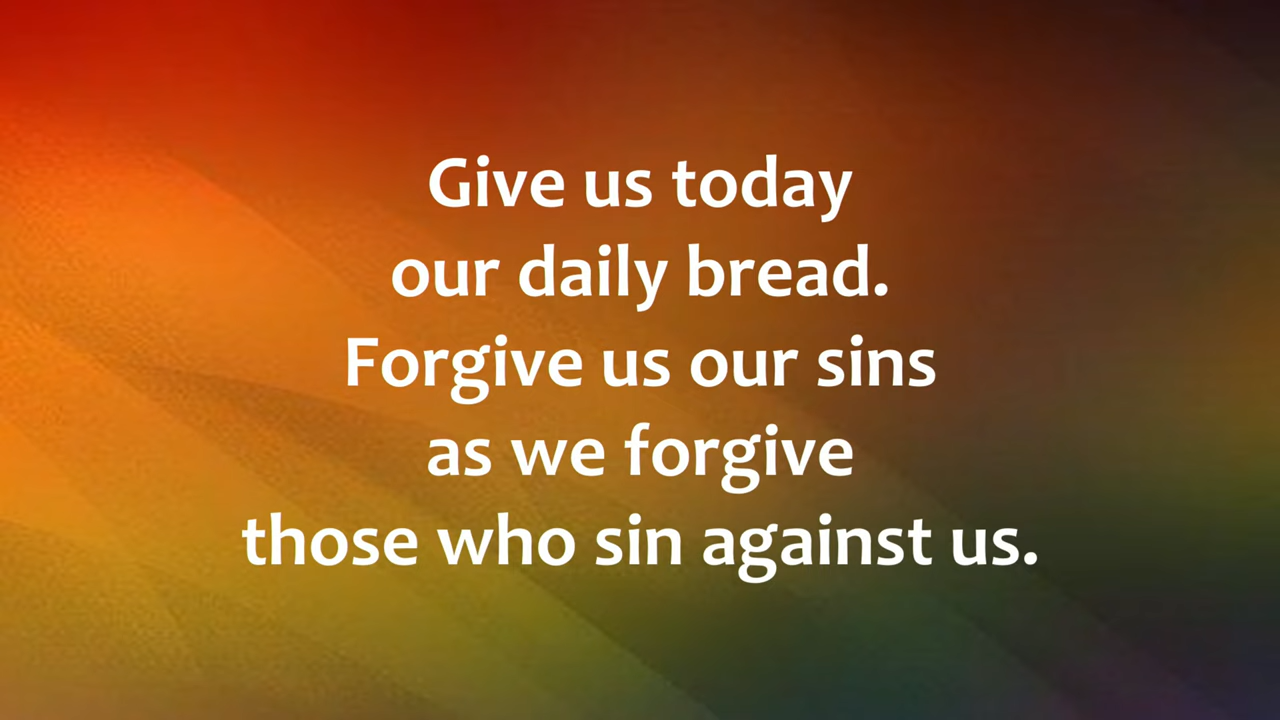 Give us today
our daily bread.
Forgive us our sins
as we forgive
those who sin against us.